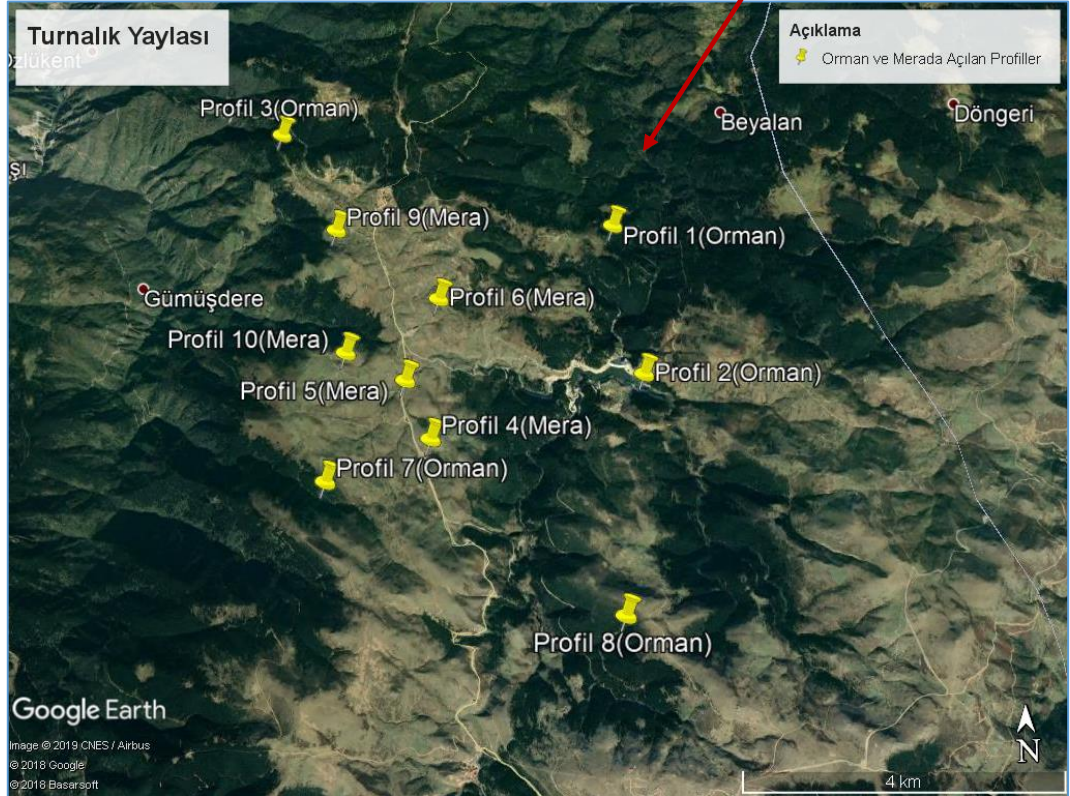 Turnalık Yaylası
Açıklama
Orman ve Merada Açılan Profiller
Özlükent
Profil 3(Orman)
Beyalan
Döngeri
şı
Profil 9(Mera)
Profil 1(Orman)
Gümüşdere
Profil 6(Mera)
Profil 10(Mera)
Profil 2(Orman)
Profil 5(Mera)
Profil 4(Mera)
Profil 7(Orman)
Profil 8(Orman)
Google Earth
Image © 2019 CNES / Airbus
© 2018 Google
© 2018 Basarsoft
N
4 km